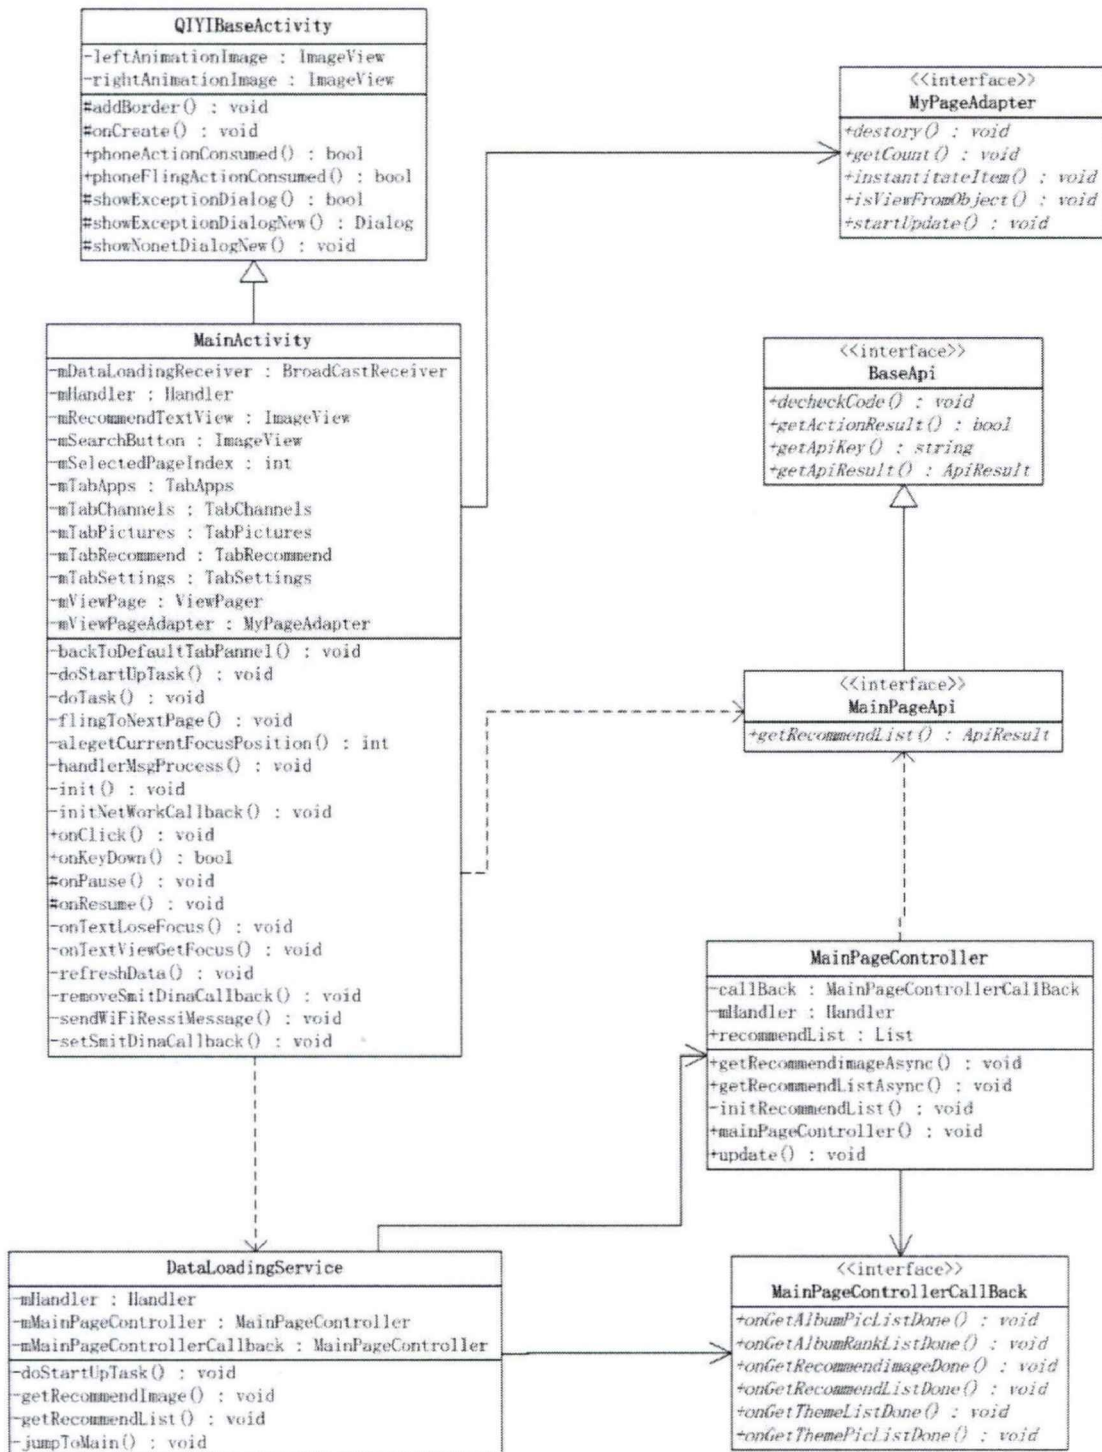 QIYIBaseActivity
-leftAnimationImage : ImageView
-rightAnimationImage : ImageView
#addBorder() : void
#onCreate() : void
+phoneActionConsumed() : bool
+phoneFlingActionConsumed() : bool
#showExceptionDialog() : bool
#showExceptionDialogNew() : Dialog
#showNonetDialogNew() : void
<<interface>>
MyPageAdapter
+destory() : void
+getCount() : void
+instantitateItem() : void
+isViewFromObject() : void
+startUpdate() : void
MainActivity
-mDataLoadingReceiver : BroadCastReceiver
-mHandler : Handler
-mRecommendTextView : ImageView
-mSearchButton : ImageView
-mSelectedPageIndex : int
-mTabApps : TabApps
-mTabChannels : TabChannels
-mTabPictures : TabPictures
-mTabRecommend : TabRecommend
-mTabSettings : TabSettings
-mViewPage : ViewPager
-mViewPageAdapter : MyPageAdapter
-backToDefaultTabPannel() : void
-doStartUpTask() : void
-doTask() : void
-flingToNextPage() : void
-alegetCurrentFocusPosition() : int
-handlerMsgProcess() : void
-init() : void
-initNetWorkCallback() : void
+onClick() : void
+onKeyDown() : bool
#onPause() : void
#onResume() : void
-onTextLoseFocus() : void
-onTextViewGetFocus() : void
-refreshData() : void
-removeSmitDinaCallback() : void
-sendWiFiRessiMessage() : void
-setSmitDinaCallback() : void
<<interface>>
BaseApi
+decheckCode() : void
+getActionResult() : bool
+getApiKey() : string
+getApiResult() : ApiResult
<<interface>>
MainPageApi
+getRecommendList() : ApiResult
MainPageController
-callBack : MainPageControllerCallBack
-mHandler : Handler
+recommendList : List
+getRecommendimageAsync() : void
+getRecommendListAsync() : void
-initRecommendList() : void
+mainPageController() : void
+update() : void
DataLoadingService
-mHandler : Handler
-mMainPageController : MainPageController
-mMainPageControllerCallback : MainPageController
-doStartUpTask() : void
-getRecommendImage() : void
-getRecommendList() : void
-jumpToMain() : void
<<interface>>
MainPageControllerCallBack
+onGetAlbumPicListDone() : void
+onGetAlbumRankListDone() : void
+onGetRecommendimageDone() : void
+onGetRecommendListDone() : void
+onGetThemeListDone() : void
+onGetThemePicListDone() : void